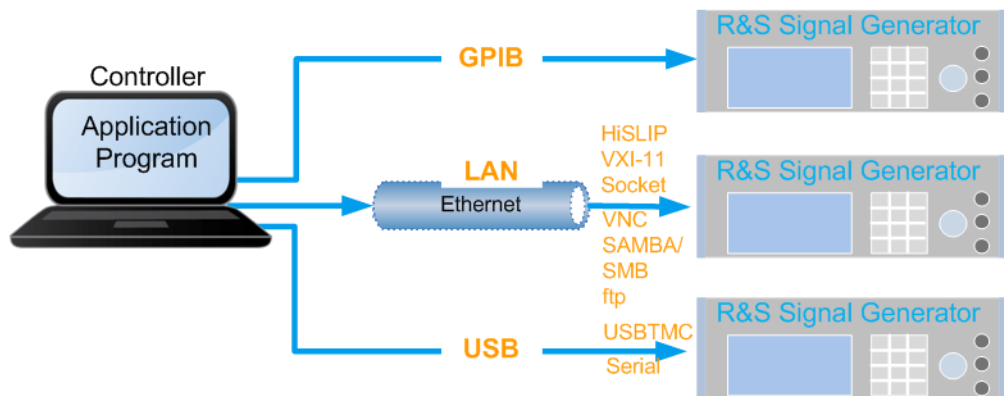 R&S Signal Generator
GPIB
Controller
Application
Program
HiSLIP
VXI-11
Socket
LAN
Ethernet
R&S Signal Generator
VNC
SAMBA/
SMB
ftp
R&S Signal Generator
USBTMC
USB
Serial